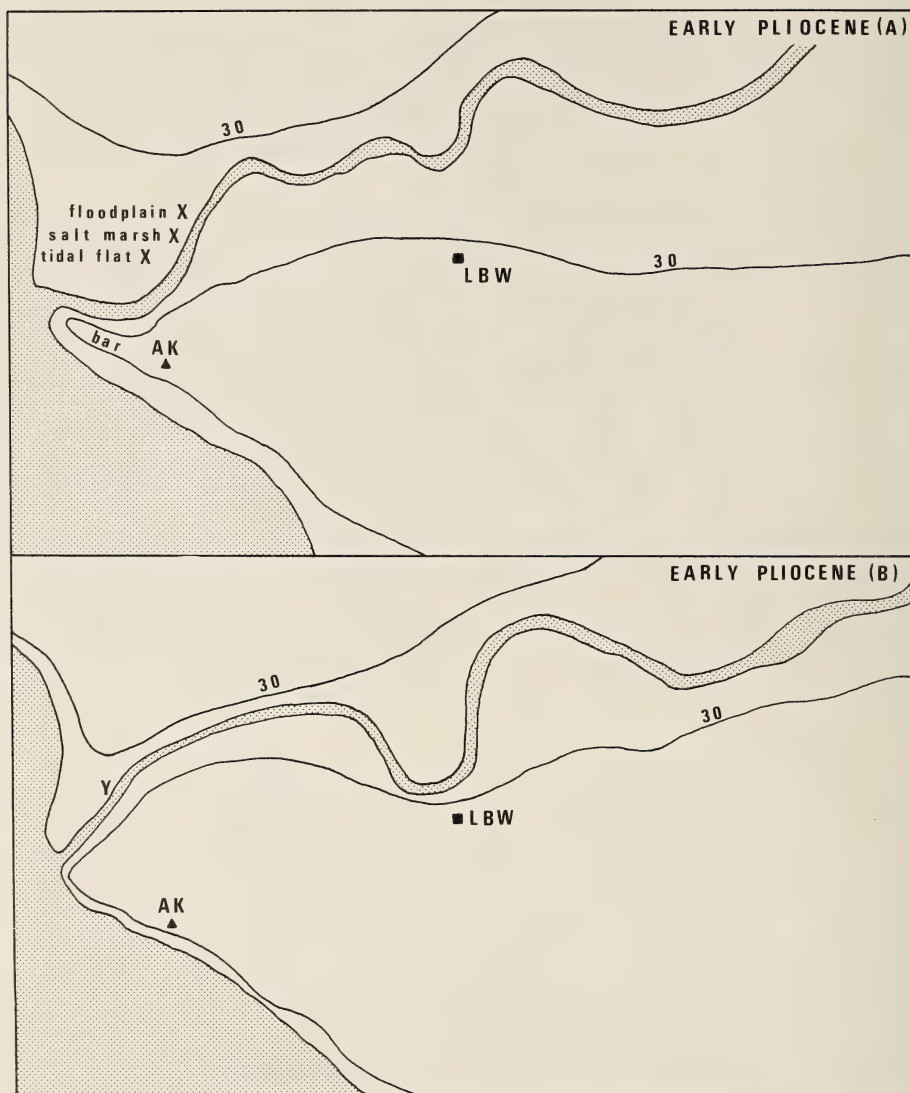 EARLY PLIOCENE (A)
30
floodplain X
salt marsh X
tidal flat X
30
LBW
bar
AK
EARLY PLIOCENE (B)
30
30
Y
LBW
AK